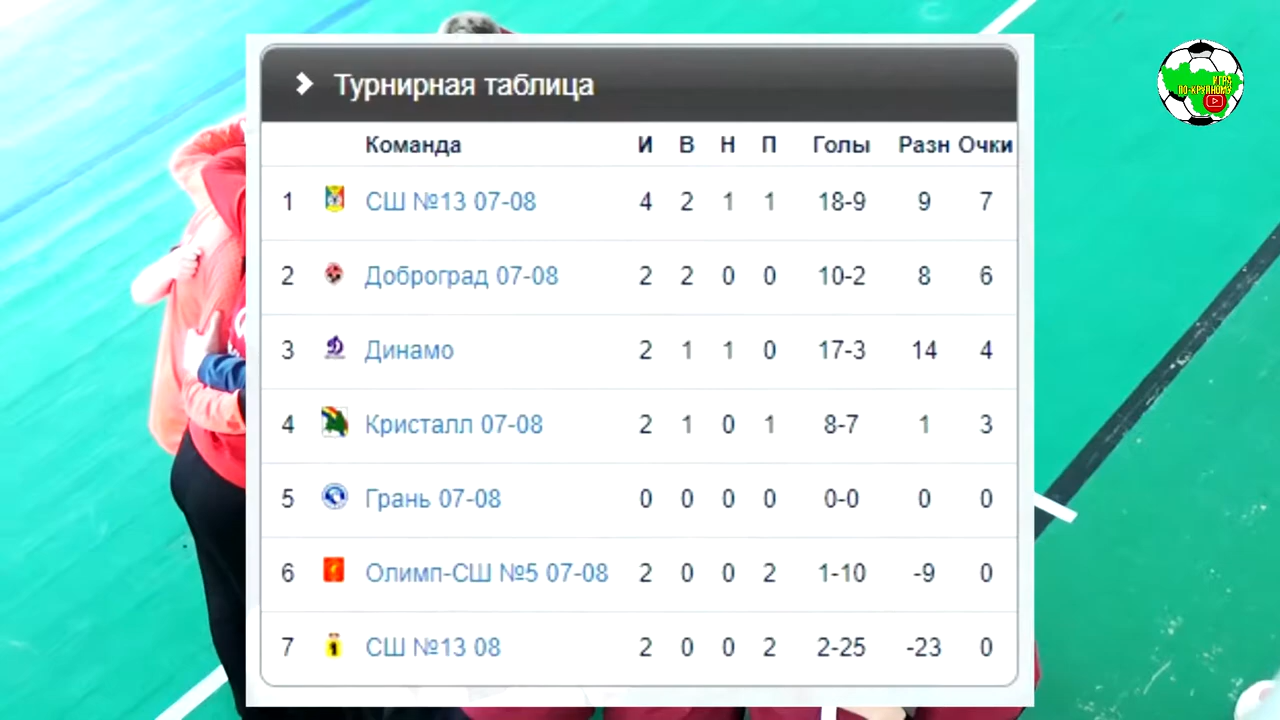 Турнирная таблица
Команда И В Н П Голы Разн Очки
1 СШ №13 07-08 4 2 1 1 18-9 9 7
2 Доброград 07-08 2 2 0 0 10-2 8 6
3 Динамо 2 1 1 0 17-3 14 4
4 Кристалл 07-08 2 1 0 1 8-7 1 3
5 Грань 07-08 0 0 0 0 0-0 0 0
6 Олимп-СШ №5 07-08 2 0 0 2 1-10 -9 0
7 СШ №13 08 2 0 0 2 2-25 -23 0
ИГРА
ПО-КРУПНОМУ